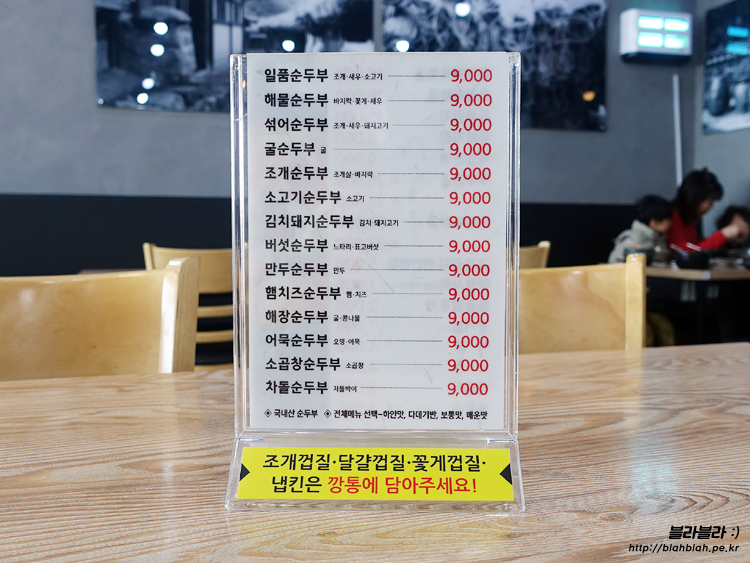 일품순두부 조개·새우·소고기 9,000
해물순두부 바지락·꽃게·새우 9,000
섞어순두부 조개·새우·돼지고기 9,000
굴순두부 굴 9,000
조개순두부 조개살·바지락 9,000
소고기순두부 소고기 9,000
김치돼지순두부 김치·돼지고기 9,000
버섯순두부 느타리·표고버섯 9,000
만두순두부 만두 9,000
햄치즈순두부 햄·치즈 9,000
해장순두부 굴·콩나물 9,000
어묵순두부 오뎅·어묵 9,000
소곱창순두부 소곱창 9,000
차돌순두부 차돌박이 9,000
◈ 국내산 순두부 ◈ 전체메뉴 선택-하얀맛, 다데기반, 보통맛, 매운맛
조개껍질·달걀껍질·꽃게껍질·
냅킨은 깡통에 담아주세요!
블라블라 :)
http://blahblah.pe.kr